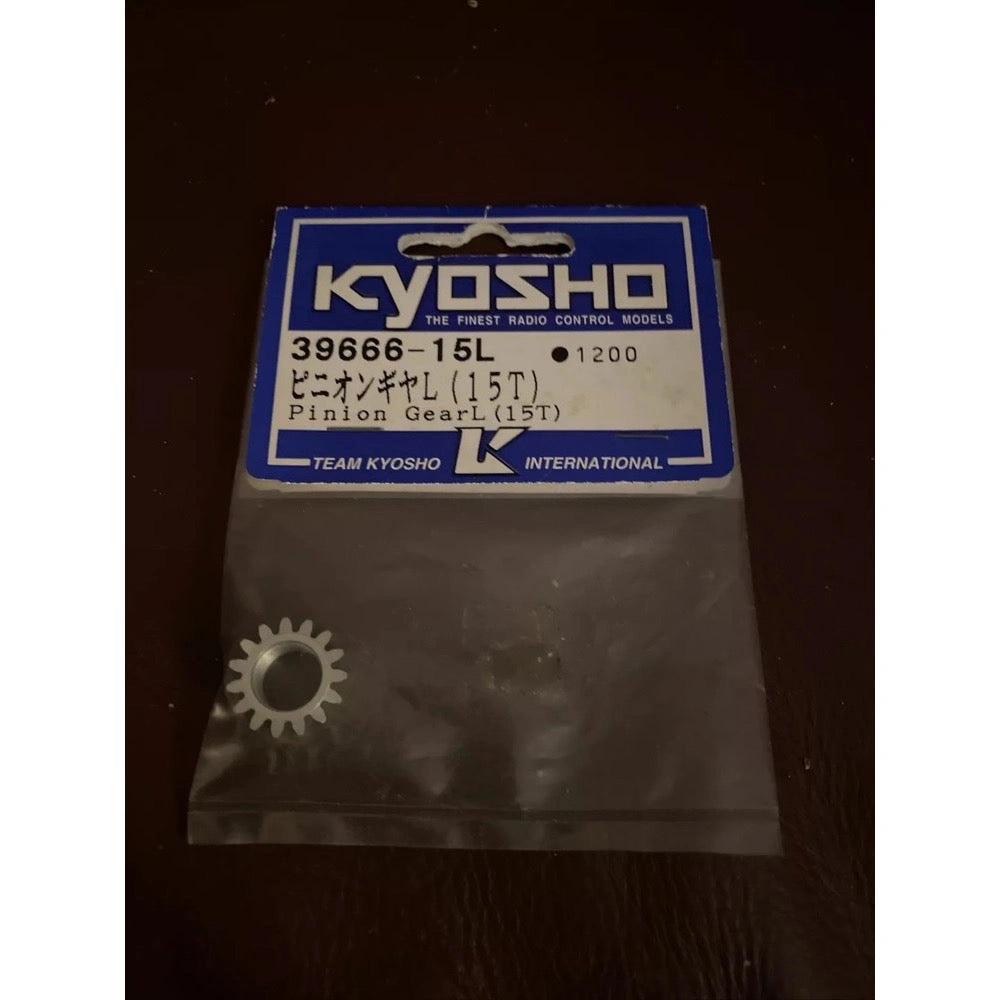 KYOSHO
THE FINEST RADIO CONTROL MODELS
39666-15L ●1200
ピニオンギヤL(15T)
Pinion GearL(15T)
TEAM KYOSHO K INTERNATIONAL